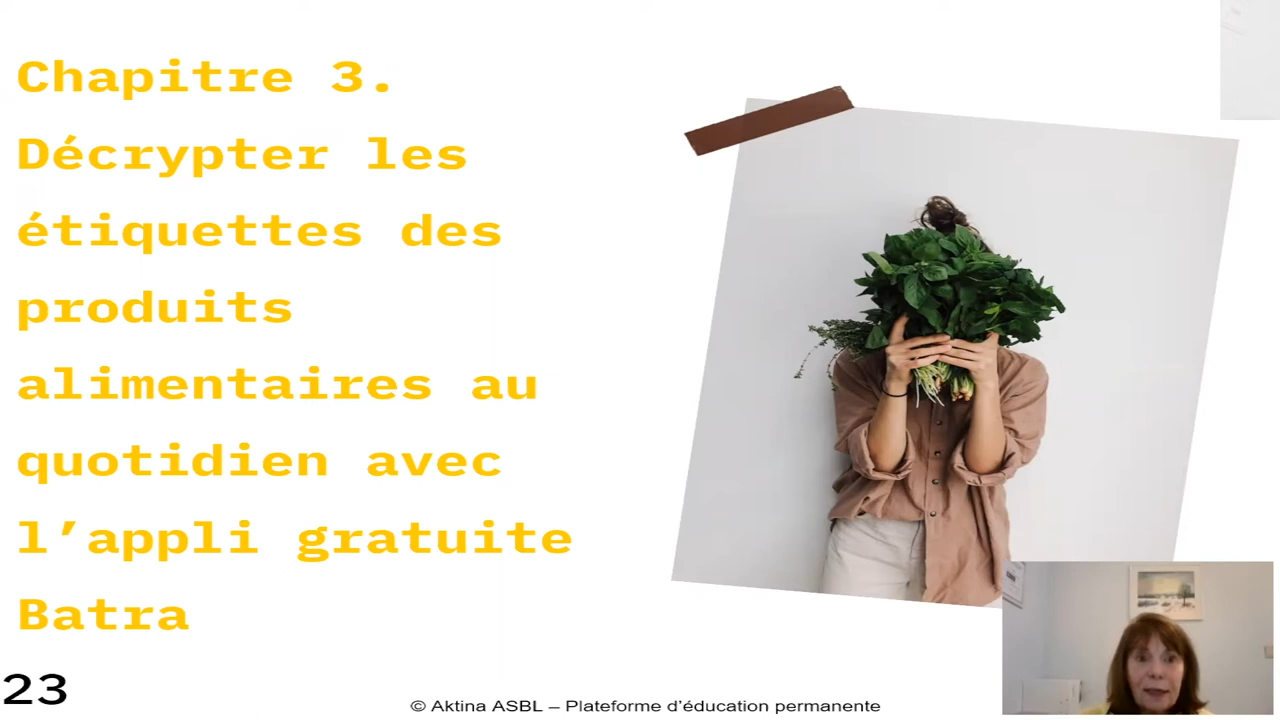 Chapitre 3.
Décrypter les
étiquettes des
produits
alimentaires au
quotidien avec
l’appli gratuite
Batra
23
© Aktina ASBL – Plateforme d’éducation permanente